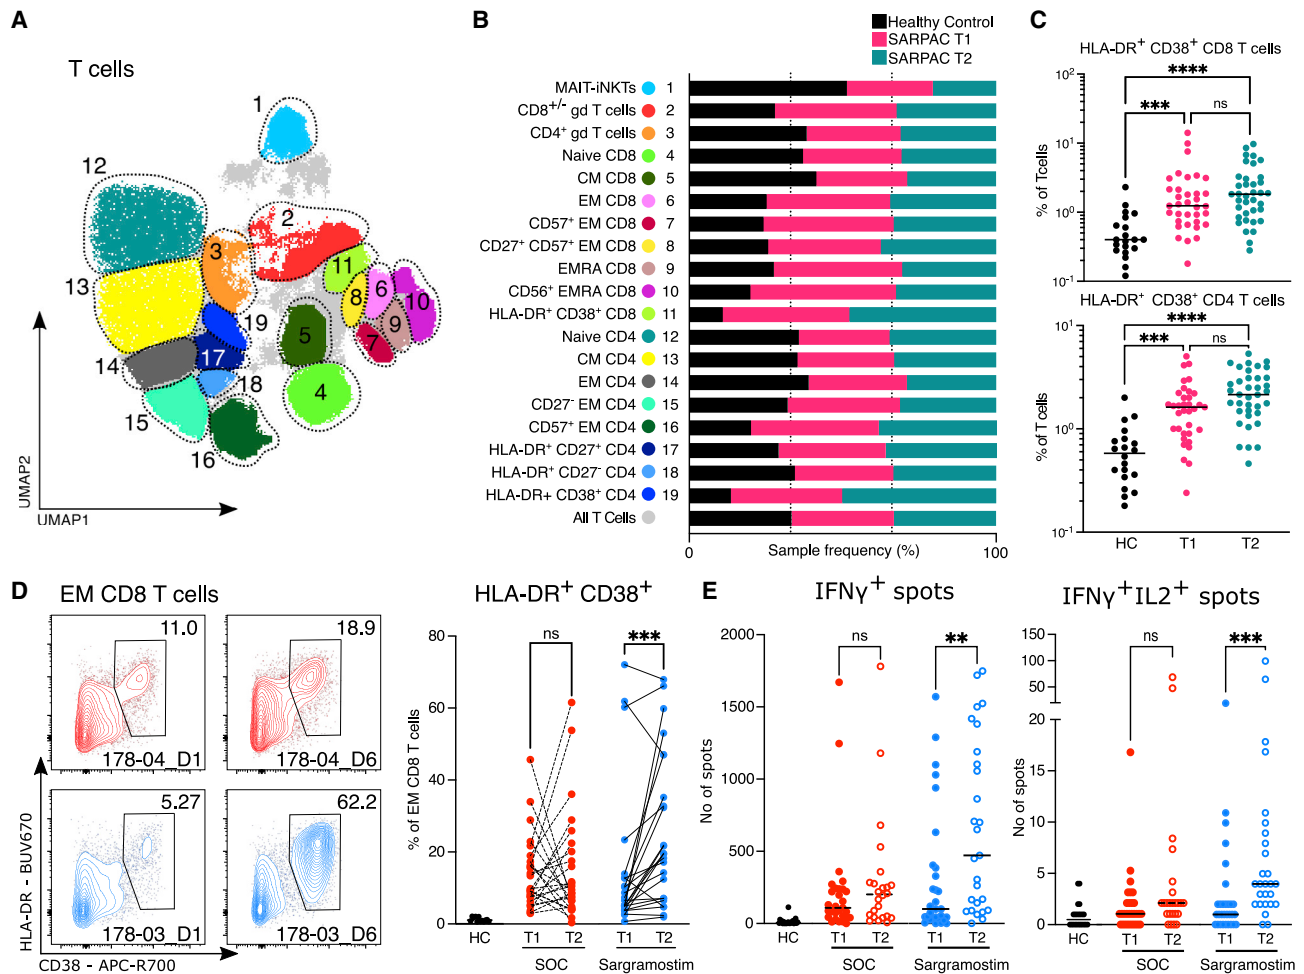 A
T cells
1
12
2
3
13
11
8
6
10
9
7
19
5
17
14
18
4
15
16
UMAP2
UMAP1
B
Healthy Control
SARPAC T1
SARPAC T2
MAIT-iNKTs 1
CD8+/- gd T cells 2
CD4+ gd T cells 3
Naive CD8 4
CM CD8 5
EM CD8 6
CD57+ EM CD8 7
CD27+ CD57+ EM CD8 8
EMRA CD8 9
CD56+ EMRA CD8 10
HLA-DR+ CD38+ CD8 11
Naive CD4 12
CM CD4 13
EM CD4 14
CD27- EM CD4 15
CD57+ EM CD4 16
HLA-DR+ CD27+ CD4 17
HLA-DR+ CD27- CD4 18
HLA-DR+ CD38+ CD4 19
All T Cells
0 Sample frequency (%) 100
C
HLA-DR+ CD38+ CD8 T cells
10²
10¹
10⁰
10⁻¹
% of Tcells
****
*** ns
HLA-DR+ CD38+ CD4 T cells
10¹
10⁰
10⁻¹
% of T cells
****
*** ns
HC T1 T2
D
EM CD8 T cells
11.0
178-04_D1
18.9
178-04_D6
5.27
178-03_D1
62.2
178-03_D6
HLA-DR - BUV670
CD38 - APC-R700
HLA-DR+ CD38+
80
60
40
20
0
% of EM CD8 T cells
ns ***
HC T1 T2 T1 T2
SOC Sargramostim
E
IFNγ+ spots
2000
1500
1000
500
0
No of spots
ns **
HC T1 T2 T1 T2
SOC Sargramostim
IFNγ+IL2+ spots
150
100
50
20
15
10
5
0
No of spots
ns ***
HC T1 T2 T1 T2
SOC Sargramostim